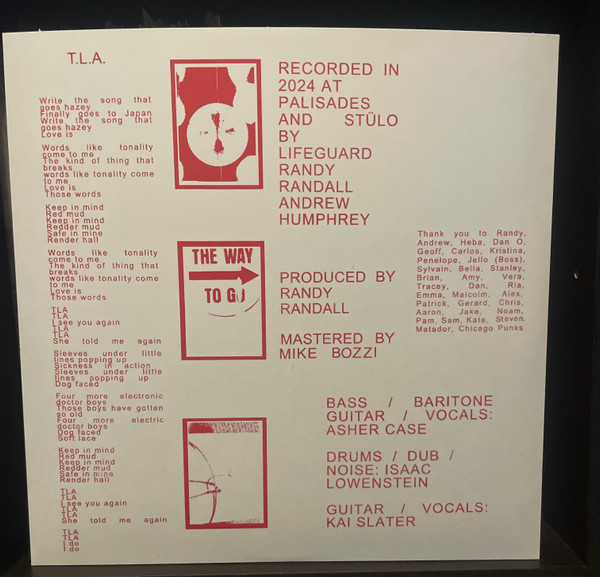 T.L.A.
Write the song that
goes hazey
Finally goes to Japan
Write the song that
goes hazey
Love is
Words like tonality
come to me
The kind of thing that
breaks
words like tonality come
to me
Love is
Those words
Keep in mind
Red mud
Keep in mind
Redder mud
Safe in mine
Render hall
Words like tonality
come to me
The kind of thing that
breaks
words like tonality come
to me
Love is
Those words
TLA
TLA
I see you again
TLA
TLA
She told me again
Sleeves under little
lines popping up
Sickness in action
Sleeves under little
lines popping up
Dog faced
Four more electronic
doctor boys
Those boys have gotten
so old
Four more electric
doctor boys
Dog faced
Soft lace
Keep in mind
Red mud
Keep in mind
Redder mud
Safe in mine
Render hall
TLA
TLA
I see you again
TLA
TLA
She told me again
TLA
TLA
I do
I do
THE WAY
TO GO
RECORDED IN
2024 AT
PALISADES
AND STÜLO
BY
LIFEGUARD
RANDY
RANDALL
ANDREW
HUMPHREY
PRODUCED BY
RANDY
RANDALL
MASTERED BY
MIKE BOZZI
Thank you to Randy,
Andrew, Heba, Dan O,
Geoff, Carlos, Kristina,
Penelope, Jello (Boss),
Sylvain, Bella, Stanley,
Brian, Amy, Vera,
Tracey, Dan, Ria,
Emma, Malcolm, Alex,
Patrick, Gerard, Chris,
Aaron, Jake, Noam,
Pam, Sam, Kate, Steven,
Matador, Chicago Punks
BASS / BARITONE
GUITAR / VOCALS:
ASHER CASE
DRUMS / DUB /
NOISE: ISAAC
LOWENSTEIN
GUITAR / VOCALS:
KAI SLATER